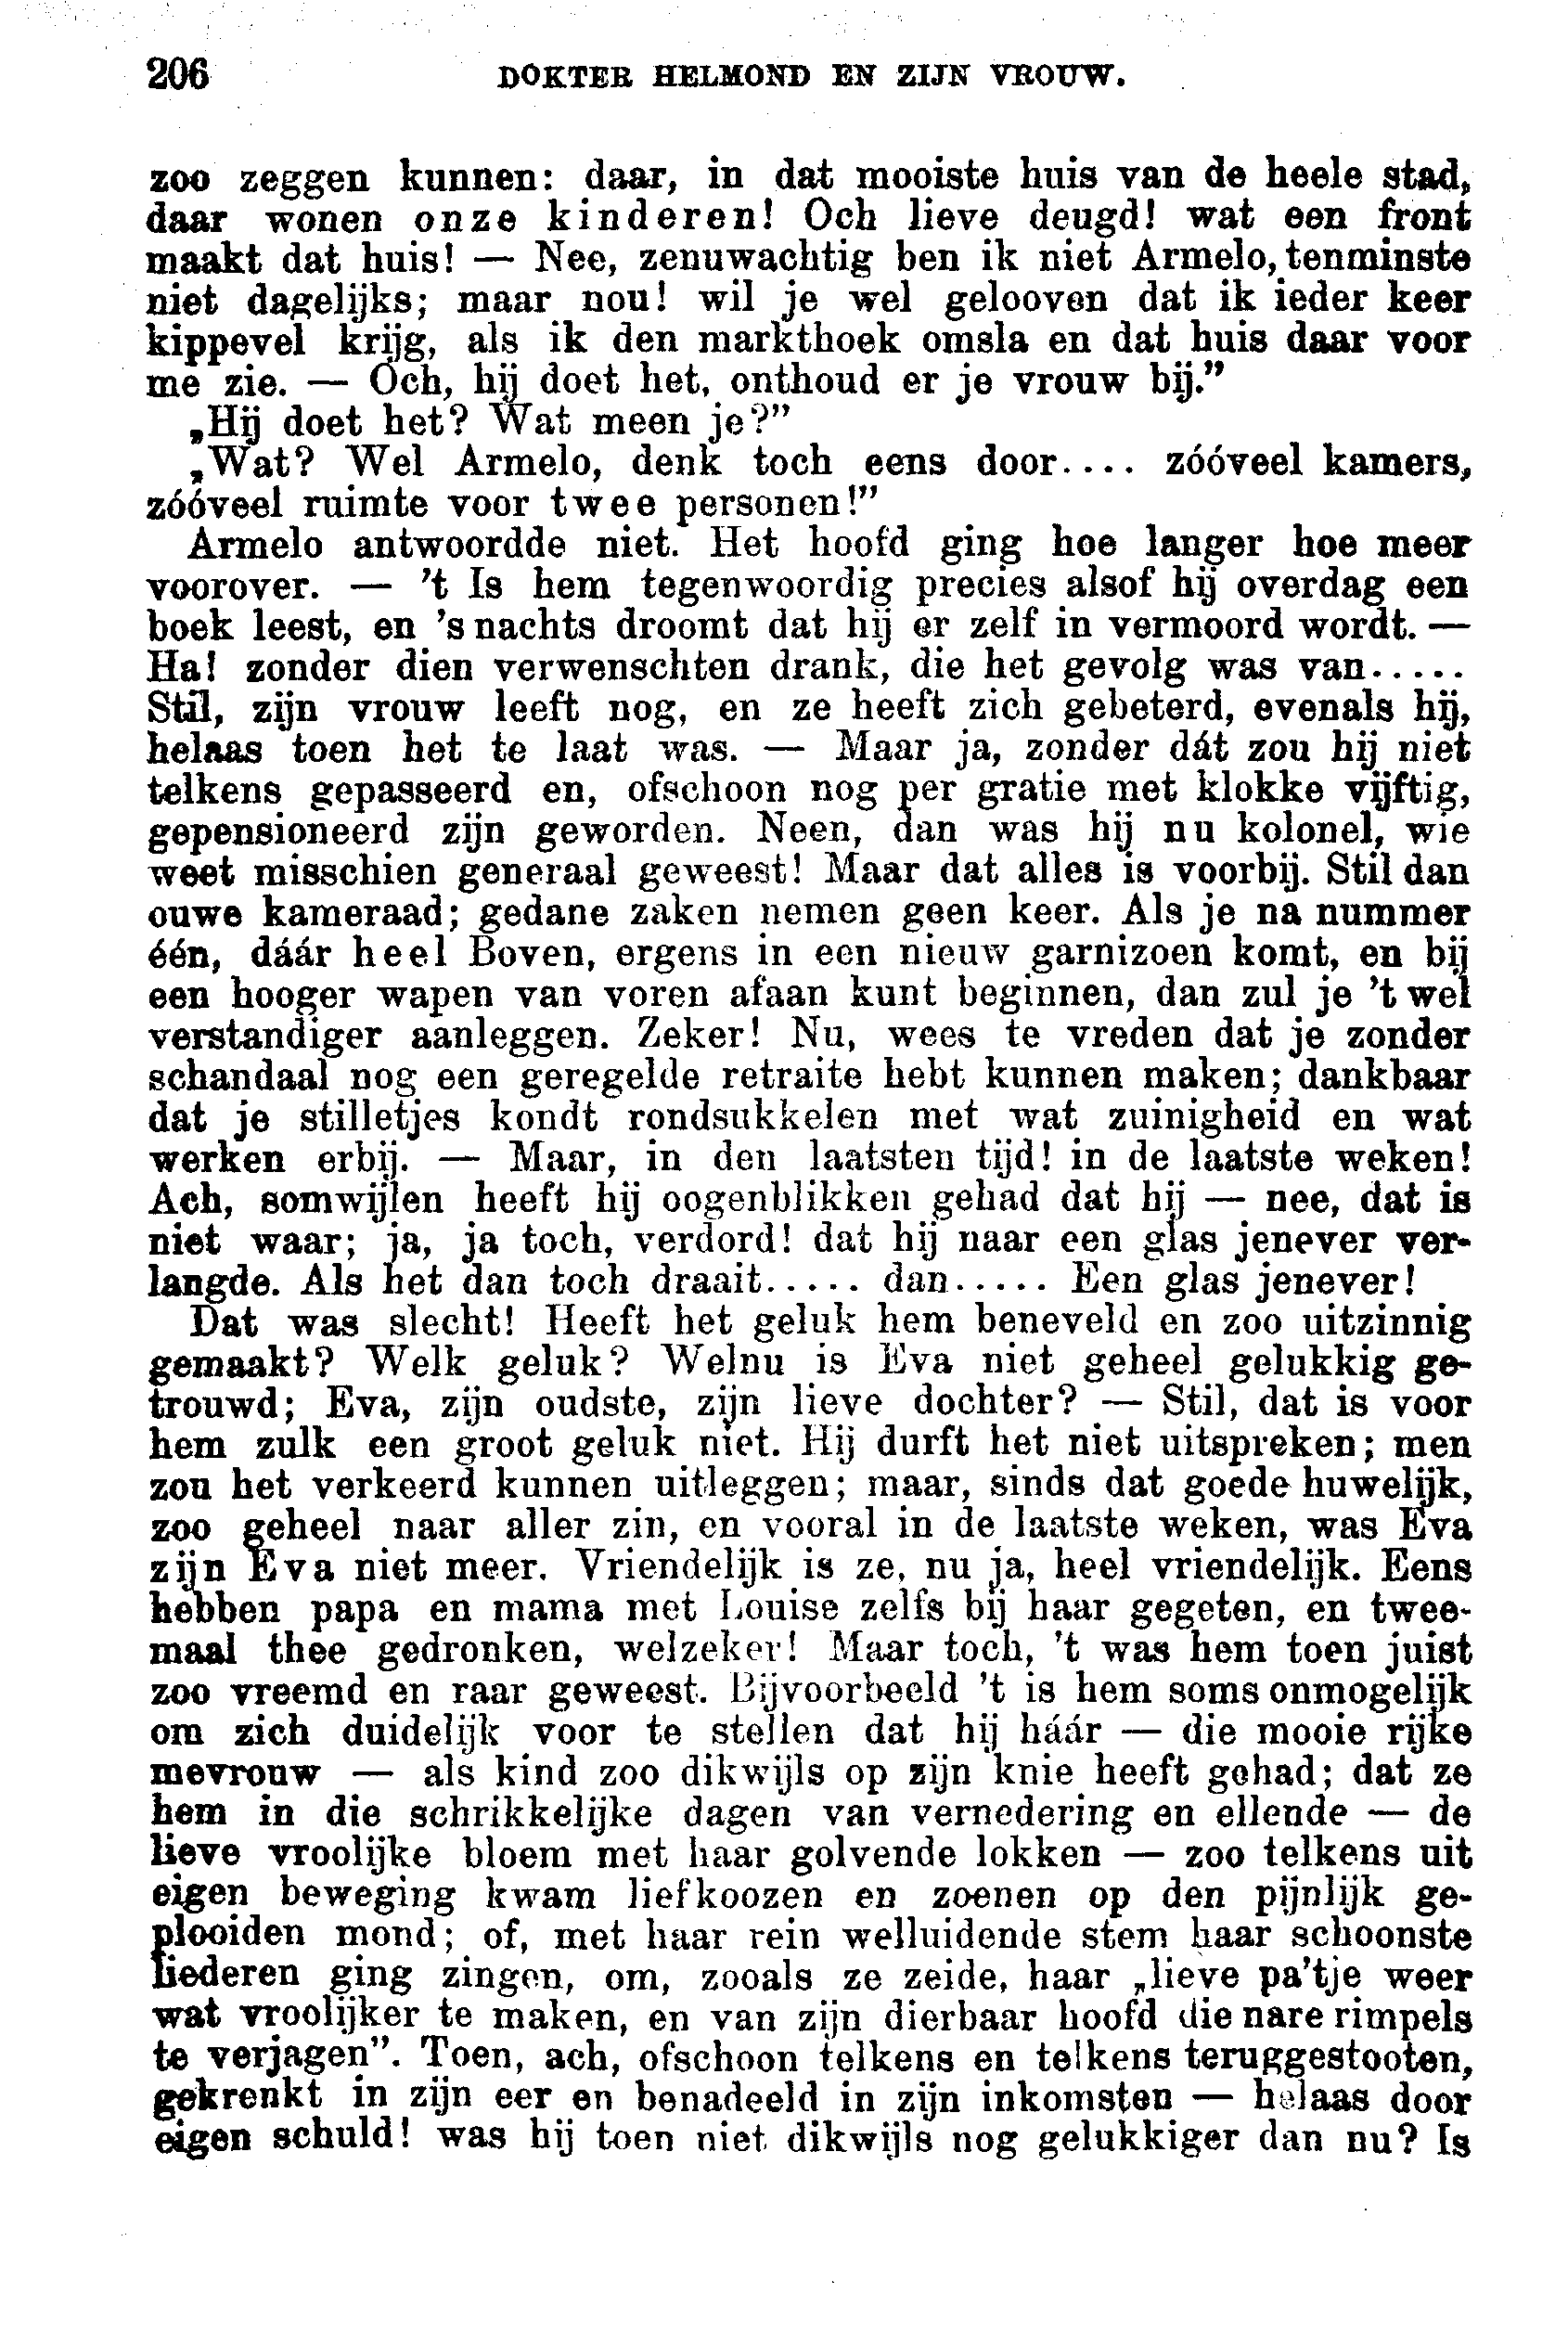 206 DOKTER HELMOND EN ZIJN VROUW.
zoo zeggen kunnen: daar, in dat mooiste huis van de heele stad,
daar wonen onze kinderen! Och lieve deugd! wat een front
maakt dat huis! — Nee, zenuwachtig ben ik niet Armelo, tenminste
niet dagelijks; maar nou! wil je wel gelooven dat ik ieder keer
kippevel krijg, als ik den markthoek omsla en dat huis daar voor
me zie. — Och, hij doet het, onthoud er je vrouw bij.”
„Hij doet het? Wat meen je?”
„Wat? Wel Armelo, denk toch eens door.... zóóveel kamers,
zóóveel ruimte voor twee personen!”
Armelo antwoordde niet. Het hoofd ging hoe langer hoe meer
voorover. — ’t Is hem tegenwoordig precies alsof hij overdag een
boek leest, en ’s nachts droomt dat hij er zelf in vermoord wordt. —
Ha! zonder dien verwenschten drank, die het gevolg was van.....
Stil, zijn vrouw leeft nog, en ze heeft zich gebeterd, evenals hij,
helaas toen het te laat was. — Maar ja, zonder dát zou hij niet
telkens gepasseerd en, ofschoon nog per gratie met klokke vijftig,
gepensioneerd zijn geworden. Neen, dan was hij nu kolonel, wie
weet misschien generaal geweest! Maar dat alles is voorbij. Stil dan
ouwe kameraad; gedane zaken nemen geen keer. Als je na nummer
één, dáár heel Boven, ergens in een nieuw garnizoen komt, en bij
een hooger wapen van voren afaan kunt beginnen, dan zul je ’t wel
verstandiger aanleggen. Zeker! Nu, wees te vreden dat je zonder
schandaal nog een geregelde retraite hebt kunnen maken; dankbaar
dat je stilletjes kondt rondsukkelen met wat zuinigheid en wat
werken erbij. — Maar, in den laatsten tijd! in de laatste weken!
Ach, somwijlen heeft hij oogenblikken gehad dat hij — nee, dat is
niet waar; ja, ja toch, verdord! dat hij naar een glas jenever ver-
langde. Als het dan toch draait..... dan..... Een glas jenever!
Dat was slecht! Heeft het geluk hem beneveld en zoo uitzinnig
gemaakt? Welk geluk? Welnu is Eva niet geheel gelukkig ge-
trouwd; Eva, zijn oudste, zijn lieve dochter? — Stil, dat is voor
hem zulk een groot geluk niet. Hij durft het niet uitspreken; men
zou het verkeerd kunnen uitleggen; maar, sinds dat goede huwelijk,
zoo geheel naar aller zin, en vooral in de laatste weken, was Eva
zijn Eva niet meer. Vriendelijk is ze, nu ja, heel vriendelijk. Eens
hebben papa en mama met Louise zelfs bij haar gegeten, en twee-
maal thee gedronken, welzeker! Maar toch, ’t was hem toen juist
zoo vreemd en raar geweest. Bijvoorbeeld ’t is hem soms onmogelijk
om zich duidelijk voor te stellen dat hij háár — die mooie rijke
mevrouw — als kind zoo dikwijls op zijn knie heeft gehad; dat ze
hem in die schrikkelijke dagen van vernedering en ellende — de
lieve vroolijke bloem met haar golvende lokken — zoo telkens uit
eigen beweging kwam liefkoozen en zoenen op den pijnlijk ge-
plooiden mond; of, met haar rein welluidende stem haar schoonste
liederen ging zingen, om, zooals ze zeide, haar „lieve pa’tje weer
wat vroolijker te maken, en van zijn dierbaar hoofd die nare rimpels
te verjagen”. Toen, ach, ofschoon telkens en telkens teruggestooten,
gekrenkt in zijn eer en benadeeld in zijn inkomsten — helaas door
eigen schuld! was hij toen niet dikwijls nog gelukkiger dan nu? Is